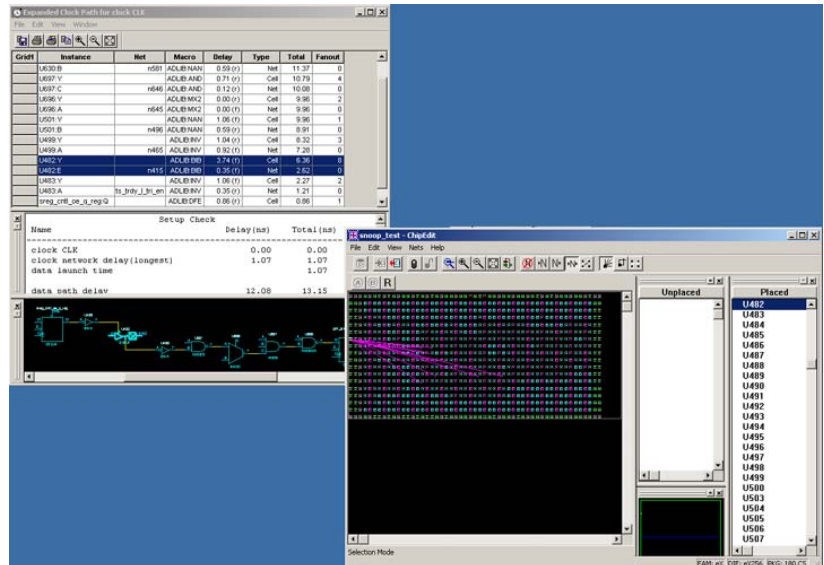 Expanded Clock Path for clock CLK
File Edit View Window
Grid1 Instance Net Macro Delay Type Total Fanout
U630:B n581 ADLIB:NAN 0.59 (r) Net 11.37 0
U697:Y ADLIB:AND 0.71 (r) Cell 10.79 4
U697:C n646 ADLIB:AND 0.12 (r) Net 10.08 0
U696:Y ADLIB:MX2 0.00 (r) Cell 9.96 2
U696:A n645 ADLIB:MX2 0.00 (f) Net 9.96 0
U501:Y ADLIB:NAN 1.06 (r) Cell 9.96 1
U501:B n496 ADLIB:NAN 0.59 (r) Net 8.91 0
U499:Y ADLIB:INV 1.04 (r) Cell 8.32 3
U499:A n465 ADLIB:INV 0.92 (f) Net 7.28 0
U482:Y ADLIB:BIB 3.74 (f) Cell 6.36 8
U482:E n415 ADLIB:BIB 0.35 (f) Net 2.62 0
U483:Y ADLIB:INV 1.06 (f) Cell 2.27 2
U483:A ts_trdy_l_tri_en ADLIB:INV 0.35 (r) Net 1.21 0
sreg_critl_oe_q_reg:Q ADLIB:DFE 0.86 (r) Cell 0.86 1
Setup Check
Name Delay(ns) Total(ns)
clock CLK 0.00 0.00
clock network delay(longest) 1.07 1.07
data launch time 1.07
data path delay 12.08 13.15
snoop_test - ChipEdit
File Edit View Nets Help
R
Unplaced Placed
U482
U483
U484
U485
U486
U487
U488
U489
U490
U491
U492
U493
U494
U495
U496
U497
U498
U499
U500
U503
U504
U505
U506
U507
Selection Mode
FAM: eX DIE: eX256 PKG: 180 CS